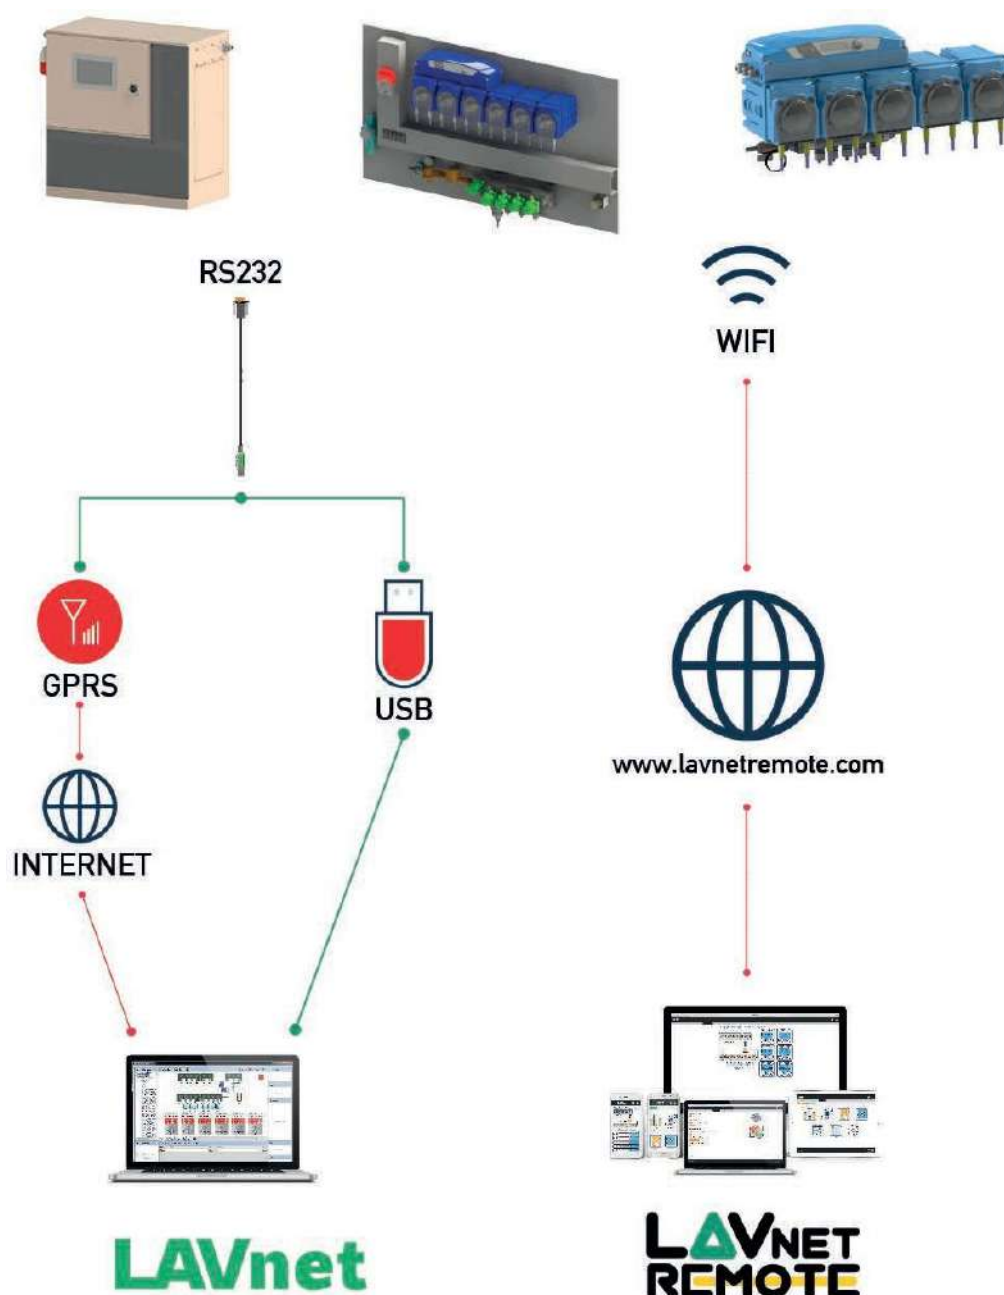 RS232
WIFI
GPRS
USB
www.lavnetremote.com
INTERNET
LAVnet
LAVNET
REMOTE